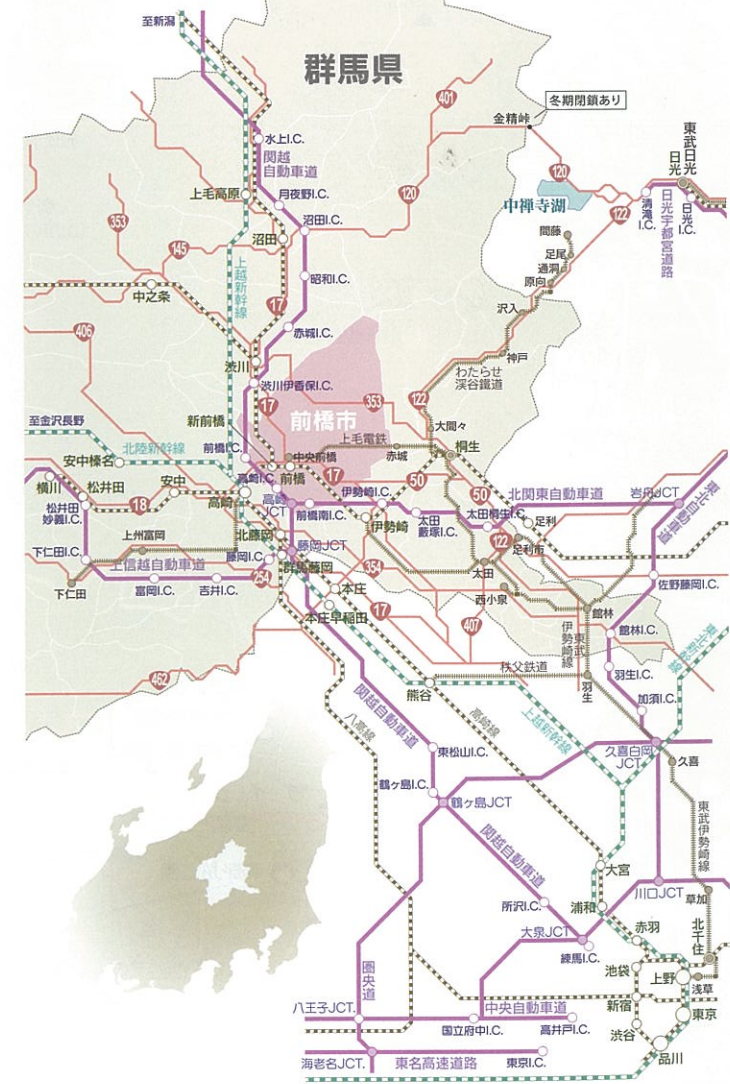 至新潟
群馬県
401
冬期閉鎖あり
金精峠
水上I.C.
関越
自動車道
東武日光
日光
120
上毛高原
月夜野I.C.
120
中禅寺湖
清滝
I.C.
日光宇都宮道路
日光
I.C.
122
353
沼田I.C.
沼田
間藤
145
足尾
通洞
原向
上越新幹線
昭和I.C.
中之条
17
沢入
406
赤城I.C.
神戸
渋川
わたらせ
渓谷鐵道
渋川伊香保I.C.
122
353
17
新前橋
前橋市
大間々
至金沢長野
上毛電鉄
北陸新幹線
前橋I.C.
中央前橋
赤城
桐生
安中榛名
前橋
17
横川
松井田
安中
高崎I.C.
50
50
北関東自動車道
岩舟JCT
東北自動車道
高崎
高崎
JCT
伊勢崎I.C.
18
松井田
妙義I.C.
前橋南I.C.
伊勢崎
太田
藪塚I.C.
太田桐生I.C.
足利
上州富岡
北藤岡
122
足利市
下仁田I.C.
藤岡JCT
上信越自動車道
藤岡I.C.
群馬藤岡
354
太田
佐野藤岡I.C.
254
下仁田
富岡I.C.
吉井I.C.
本庄
西小泉
館林
本庄早稲田
17
407
東武
伊勢崎線
館林I.C.
東北新幹線
462
秩父鉄道
羽生I.C.
羽生
熊谷
加須I.C.
関越自動車道
八高線
高崎線
上越新幹線
東松山I.C.
久喜白岡
JCT
久喜
鶴ヶ島I.C.
鶴ヶ島JCT
東武伊勢崎線
関越自動車道
大宮
川口JCT
所沢I.C.
浦和
草加
大泉JCT
赤羽
北千住
練馬I.C.
圏央道
池袋
上野
浅草
八王子JCT.
中央自動車道
新宿
東京
国立府中I.C.
高井戸I.C.
渋谷
海老名JCT.
東名高速道路
東京I.C.
品川